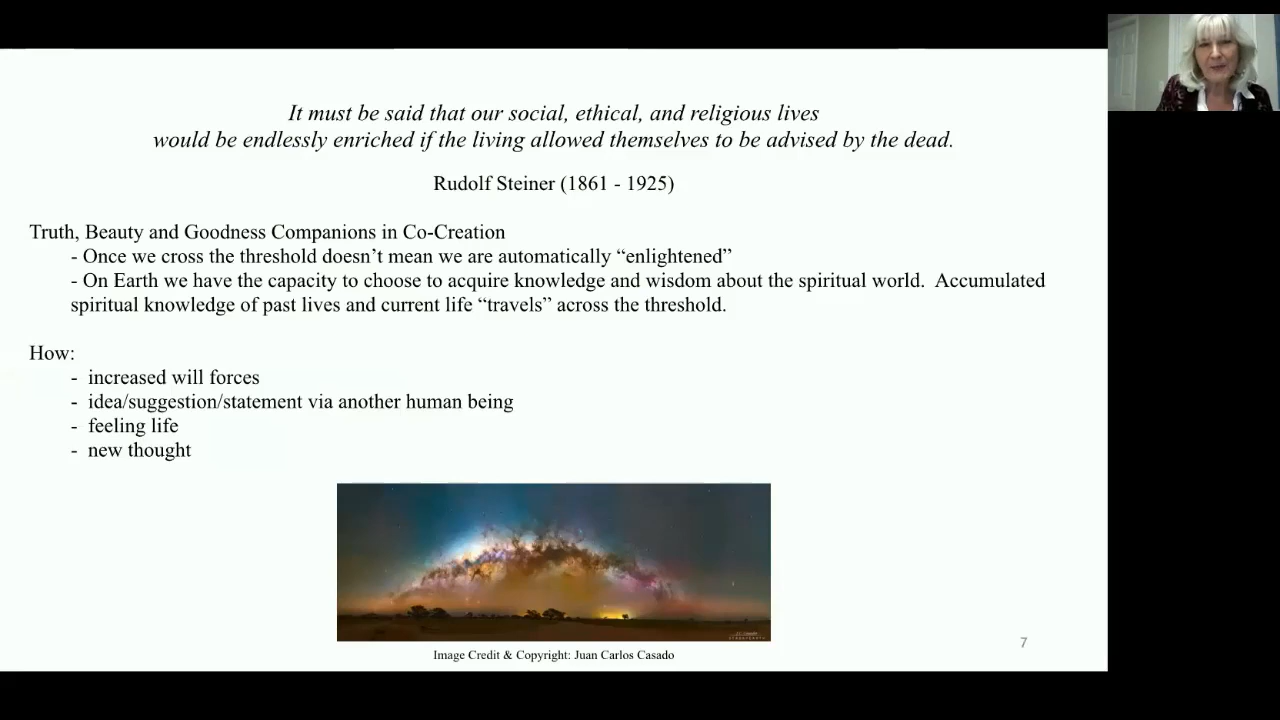 It must be said that our social, ethical, and religious lives
would be endlessly enriched if the living allowed themselves to be advised by the dead.
Rudolf Steiner (1861 - 1925)
Truth, Beauty and Goodness Companions in Co-Creation
- Once we cross the threshold doesn’t mean we are automatically “enlightened”
- On Earth we have the capacity to choose to acquire knowledge and wisdom about the spiritual world.  Accumulated
spiritual knowledge of past lives and current life “travels” across the threshold.
How:
- increased will forces
- idea/suggestion/statement via another human being
- feeling life
- new thought
Image Credit & Copyright: Juan Carlos Casado
7